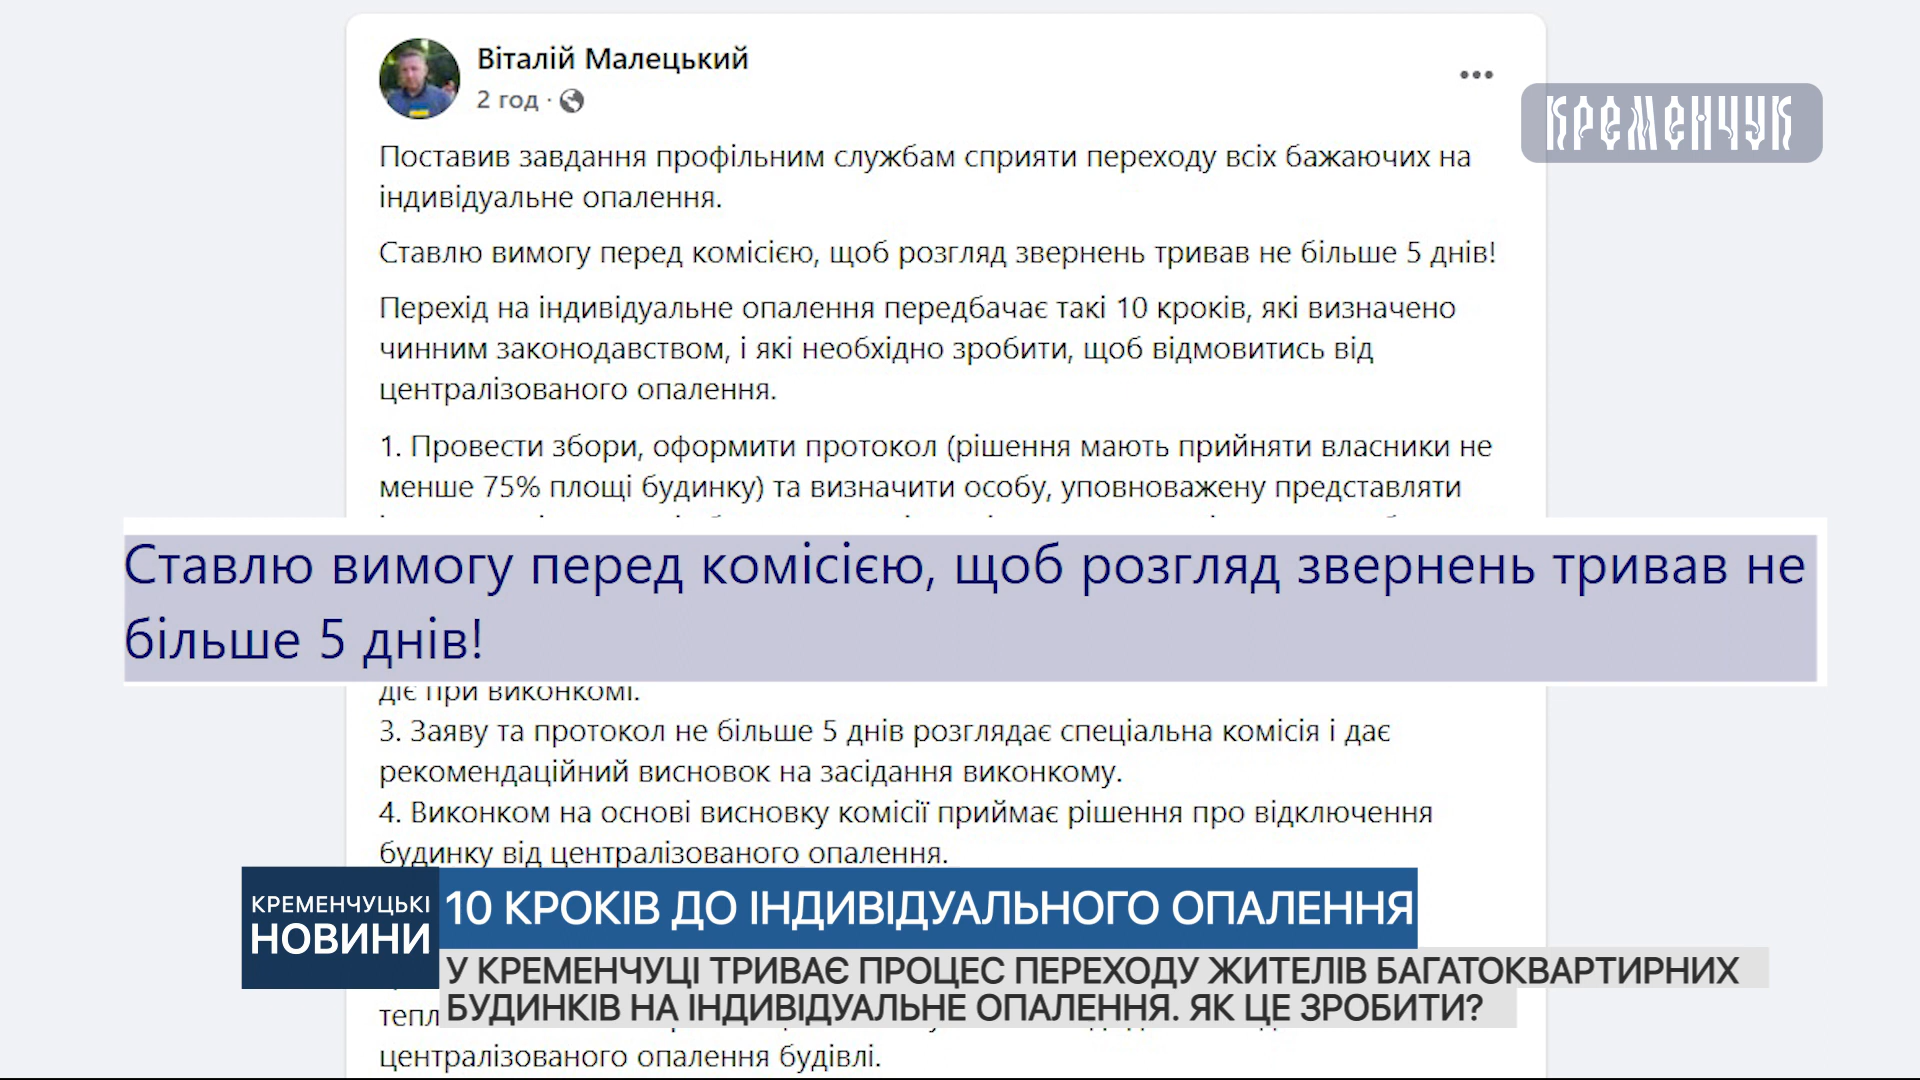 Віталій Малецький
2 год ·
КРЕМЕНЧУК
Поставив завдання профільним службам сприяти переходу всіх бажаючих на
індивідуальне опалення.
Ставлю вимогу перед комісією, щоб розгляд звернень тривав не більше 5 днів!
Перехід на індивідуальне опалення передбачає такі 10 кроків, які визначено
чинним законодавством, і які необхідно зробити, щоб відмовитись від
централізованого опалення.
1. Провести збори, оформити протокол (рішення мають прийняти власники не
менше 75% площі будинку) та визначити особу, уповноважену представляти
Ставлю вимогу перед комісією, щоб розгляд звернень тривав не
більше 5 днів!
діє при виконкомі.
3. Заяву та протокол не більше 5 днів розглядає спеціальна комісія і дає
рекомендаційний висновок на засідання виконкому.
4. Виконком на основі висновку комісії приймає рішення про відключення
будинку від централізованого опалення.
КРЕМЕНЧУЦЬКІ
НОВИНИ
10 КРОКІВ ДО ІНДИВІДУАЛЬНОГО ОПАЛЕННЯ
У КРЕМЕНЧУЦІ ТРИВАЄ ПРОЦЕС ПЕРЕХОДУ ЖИТЕЛІВ БАГАТОКВАРТИРНИХ
БУДИНКІВ НА ІНДИВІДУАЛЬНЕ ОПАЛЕННЯ. ЯК ЦЕ ЗРОБИТИ?
тепл
централізованого опалення будівлі.